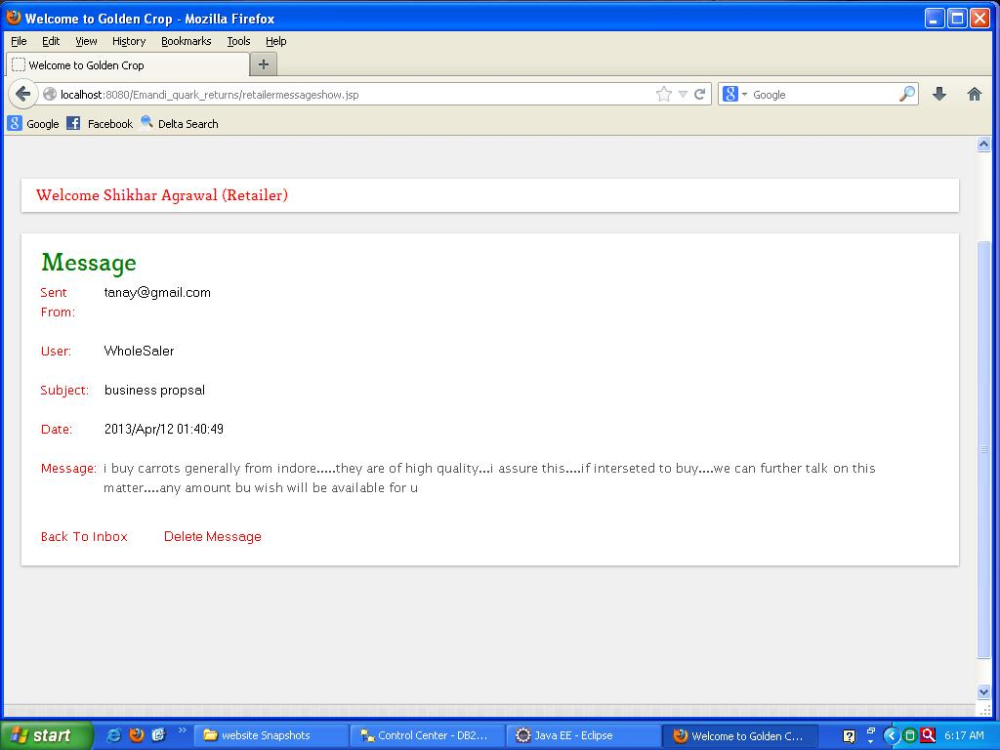 Welcome to Golden Crop - Mozilla Firefox
File Edit View History Bookmarks Tools Help
Welcome to Golden Crop
localhost:8080/Emandi_quark_returns/retailermessageshow.jsp Google
Google Facebook Delta Search
Welcome Shikhar Agrawal (Retailer)
Message
Sent From: tanay@gmail.com
User: WholeSaler
Subject: business propsal
Date: 2013/Apr/12 01:40:49
Message: i buy carrots generally from indore.....they are of high quality...i assure this....if interseted to buy....we can further talk on this
matter....any amount bu wish will be available for u
Back To Inbox Delete Message
start website Snapshots Control Center - DB2... Java EE - Eclipse Welcome to Golden C... 6:17 AM